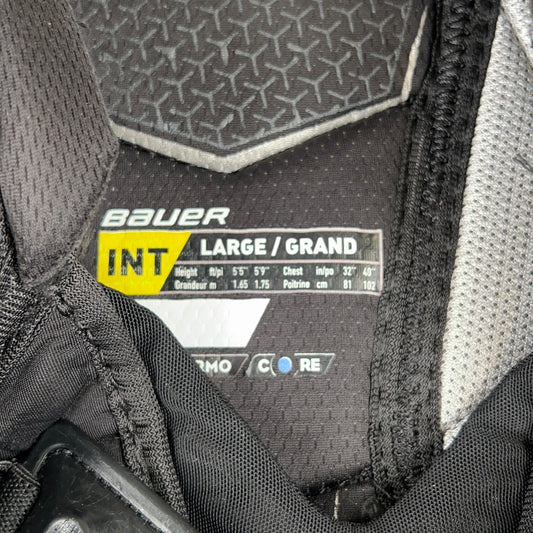 BAUER
INT LARGE / GRAND
Height ft/pi 5'5" 5'9" Chest in/po 32" 40"
Grandeur m 1.65 1.75 Poitrine cm 81 102
RMO CORE